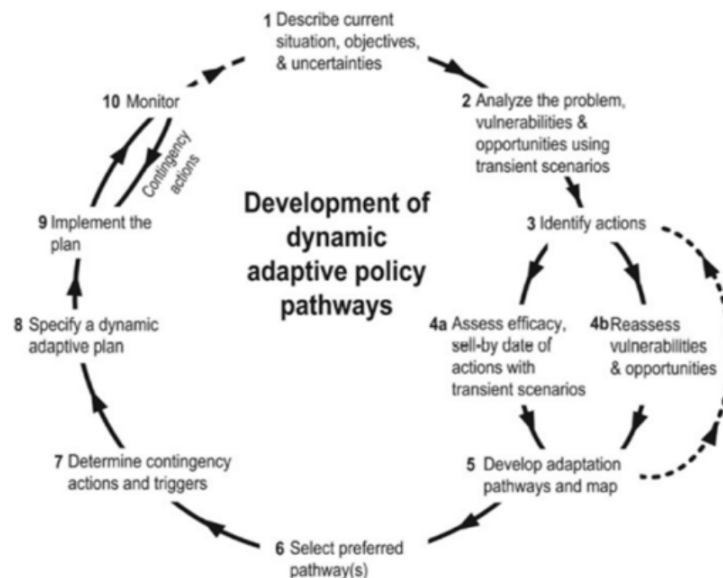 1 Describe current
situation, objectives,
& uncertainties
2 Analyze the problem,
vulnerabilities &
opportunities using
transient scenarios
3 Identify actions
4a Assess efficacy,
sell-by date of
actions with
transient scenarios
4b Reassess
vulnerabilities
& opportunities
5 Develop adaptation
pathways and map
6 Select preferred
pathway(s)
7 Determine contingency
actions and triggers
8 Specify a dynamic
adaptive plan
9 Implement the
plan
10 Monitor
Contingency
actions
Development of
dynamic
adaptive policy
pathways